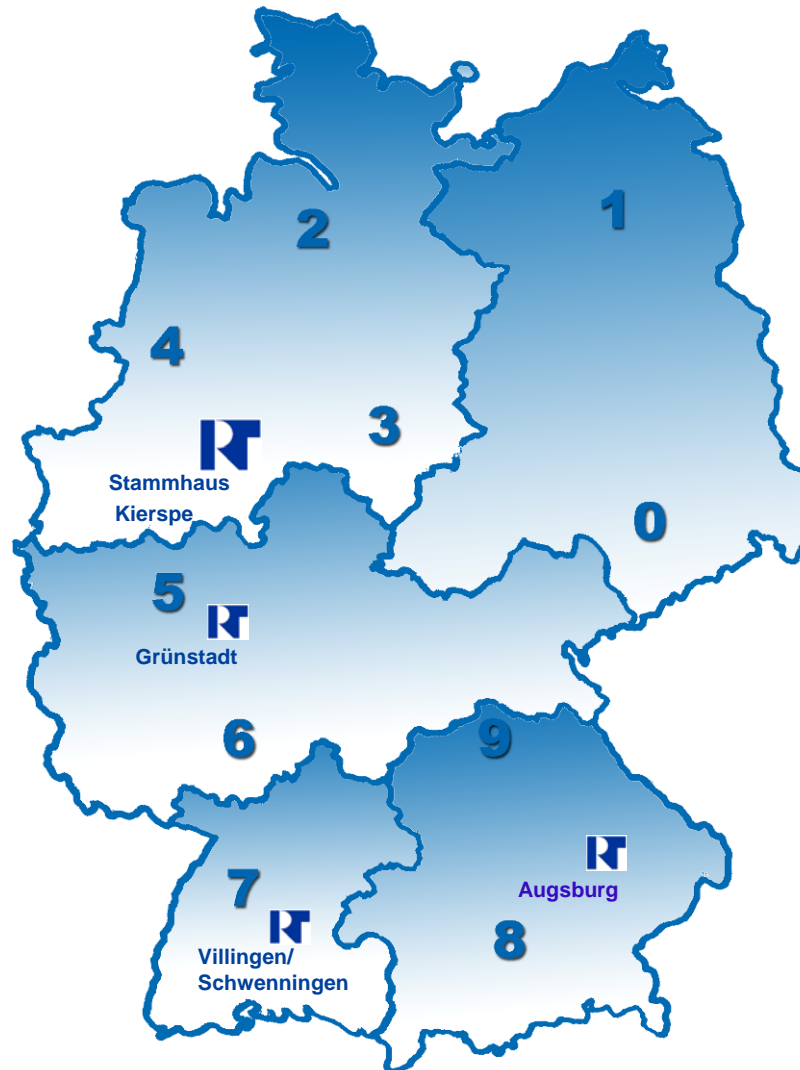 1
2
4
3
RT
Stammhaus
Kierspe
0
5
RT
Grünstadt
6
9
RT
Augsburg
7
RT
8
Villingen/
Schwenningen